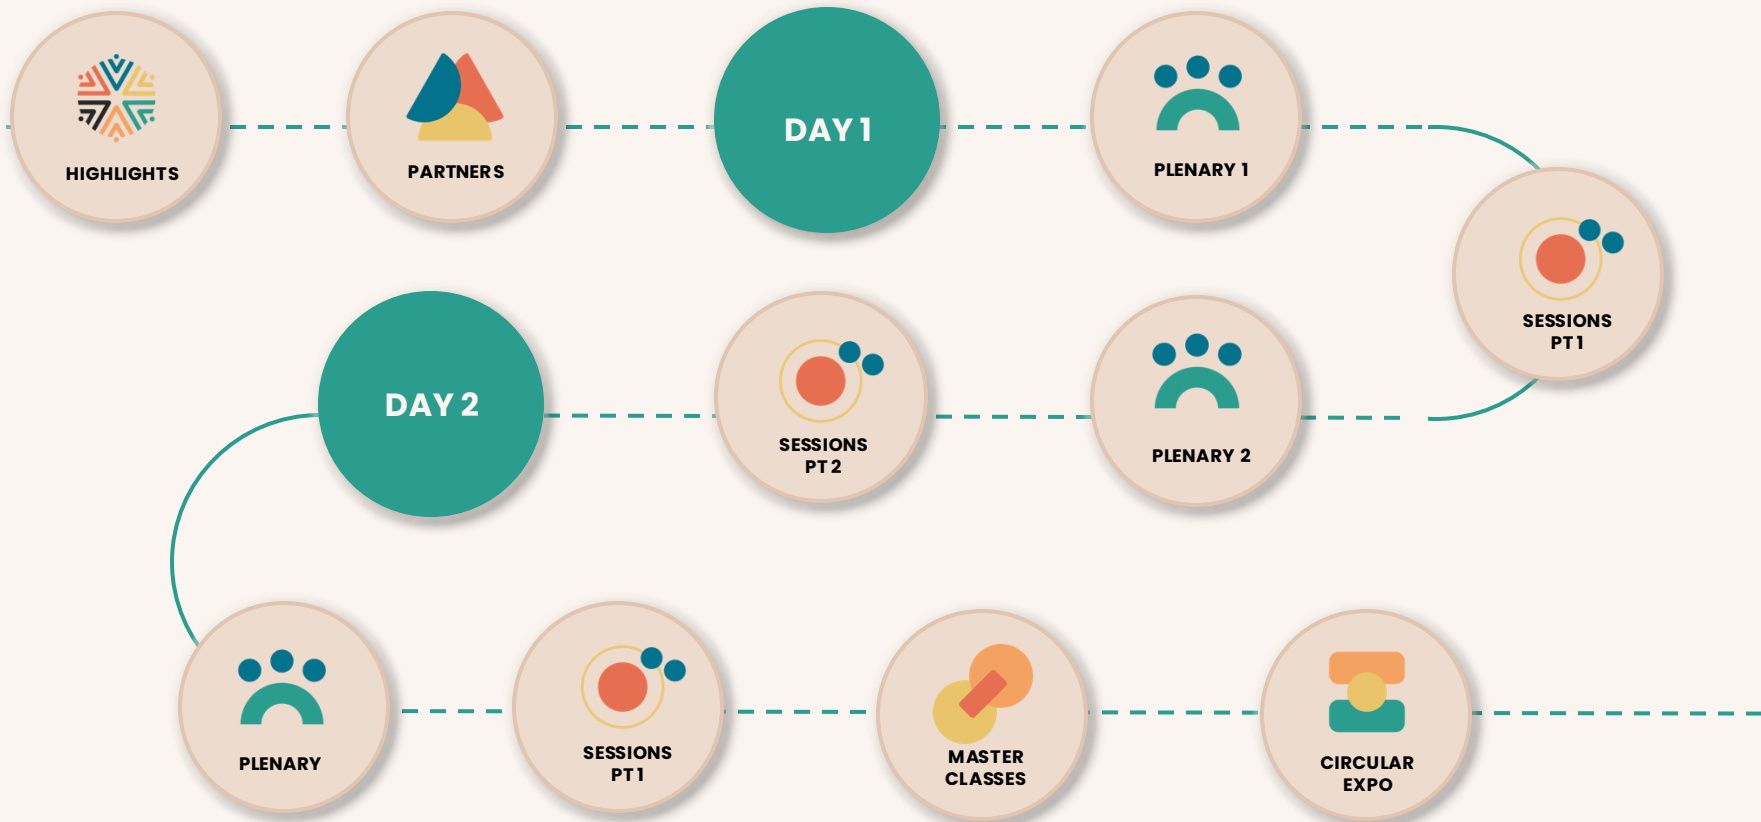 HIGHLIGHTS
PARTNERS
DAY 1
PLENARY 1
SESSIONS
PT 1
PLENARY 2
SESSIONS
PT 2
DAY 2
PLENARY
SESSIONS
PT 1
MASTER
CLASSES
CIRCULAR
EXPO